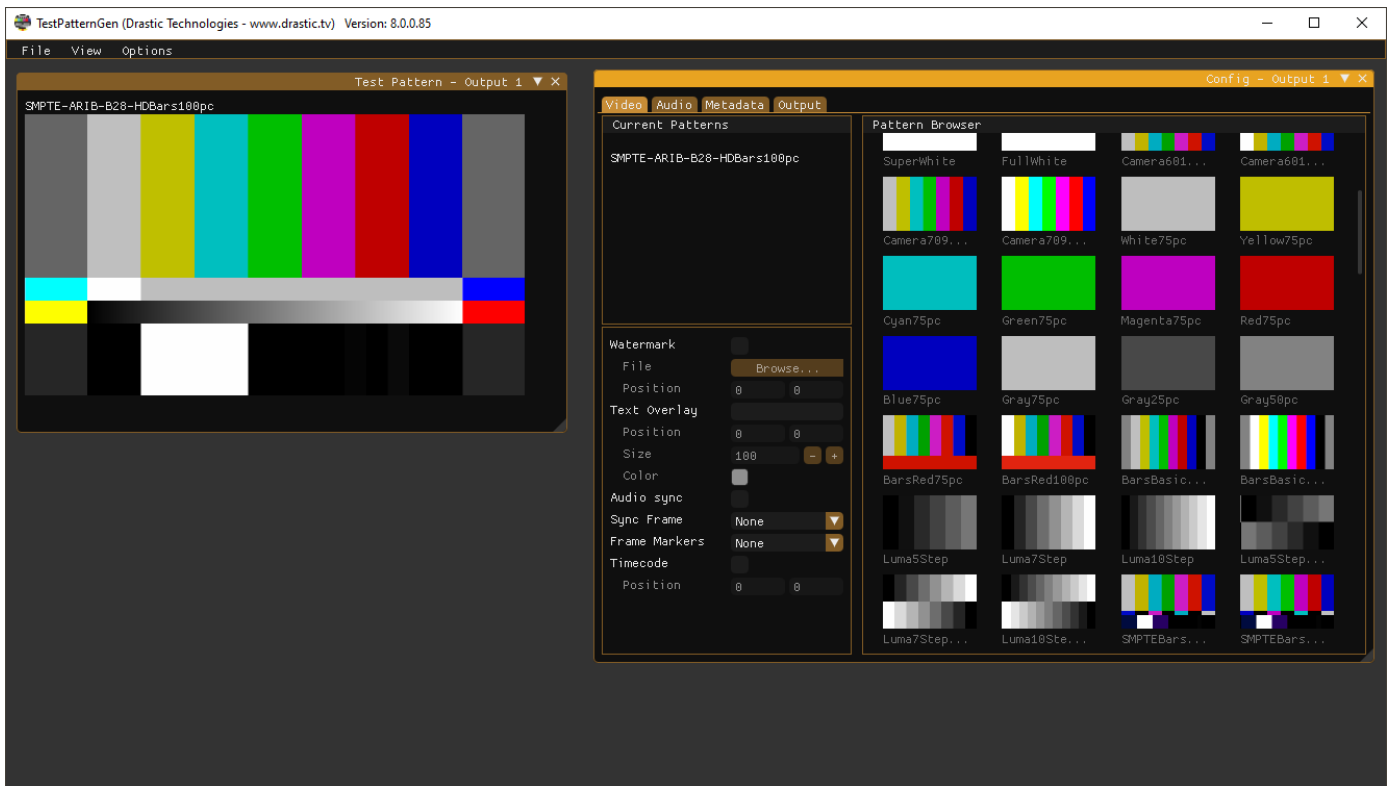 TestPatternGen (Drastic Technologies - www.drastic.tv) Version: 8.0.0.85
File View Options
Test Pattern - Output 1
SMPTE-ARIB-B28-HDBars100pc
Config - Output 1
Video Audio Metadata Output
Current Patterns
SMPTE-ARIB-B28-HDBars100pc
Watermark
File Browse...
Position 0 0
Text Overlay
Position 0 0
Size 100 - +
Color
Audio sync
Sync Frame None
Frame Markers None
Timecode
Position 0 0
Pattern Browser
SuperWhite FullWhite Camera601... Camera601...
Camera709... Camera709... White75pc Yellow75pc
Cyan75pc Green75pc Magenta75pc Red75pc
Blue75pc Gray75pc Gray25pc Gray50pc
BarsRed75pc BarsRed100pc BarsBasic... BarsBasic...
Luma5Step Luma7Step Luma10Step Luma5Step...
Luma7Step... Luma10Ste... SMPTEBars... SMPTEBars...